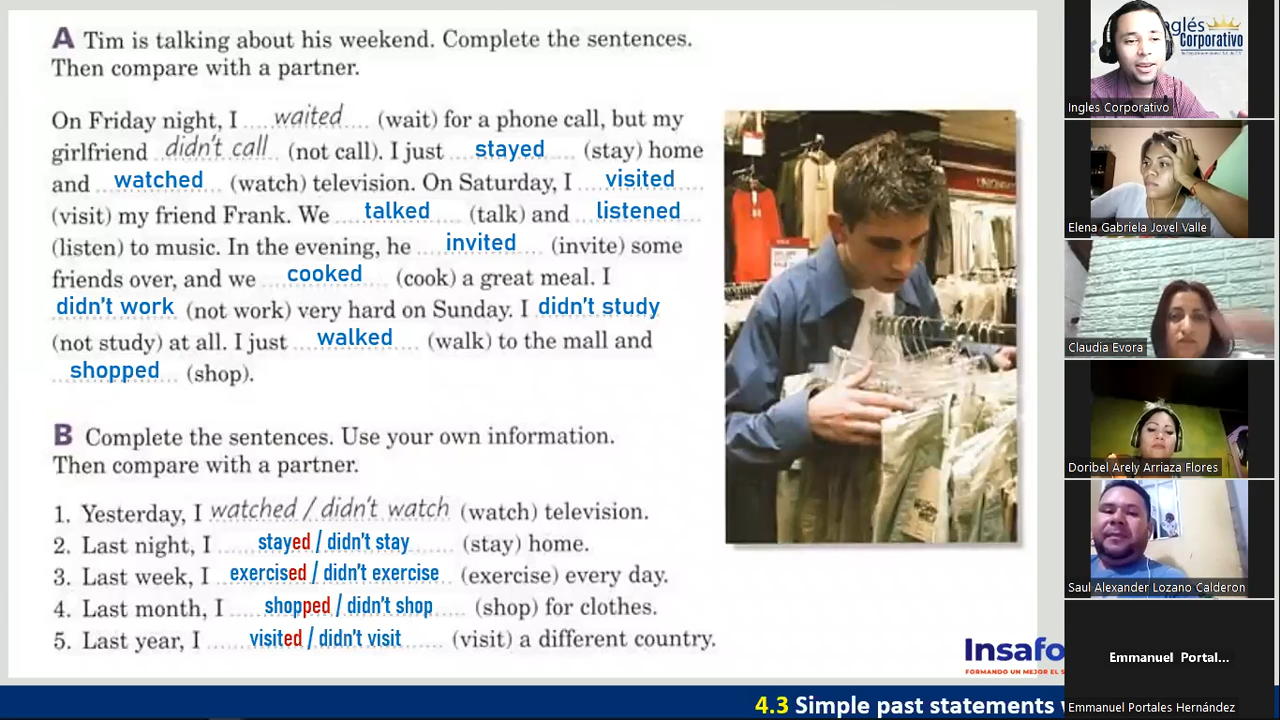 A Tim is talking about his weekend. Complete the sentences.
Then compare with a partner.
On Friday night, I waited (wait) for a phone call, but my
girlfriend didn't call (not call). I just stayed (stay) home
and watched (watch) television. On Saturday, I visited
(visit) my friend Frank. We talked (talk) and listened
(listen) to music. In the evening, he invited (invite) some
friends over, and we cooked (cook) a great meal. I
didn't work (not work) very hard on Sunday. I didn't study
(not study) at all. I just walked (walk) to the mall and
shopped (shop).
B Complete the sentences. Use your own information.
Then compare with a partner.
1. Yesterday, I watched / didn't watch (watch) television.
2. Last night, I stayed / didn't stay (stay) home.
3. Last week, I exercised / didn't exercise (exercise) every day.
4. Last month, I shopped / didn't shop (shop) for clothes.
5. Last year, I visited / didn't visit (visit) a different country.
Insafo
FORMANDO UN MEJOR EL S
4.3 Simple past statements
Inglés
Corporativo
Ingles Corporativo
Elena Gabriela Jovel Valle
Claudia Evora
Doribel Arely Arriaza Flores
Saul Alexander Lozano Calderon
Emmanuel Portal...
Emmanuel Portales Hernández